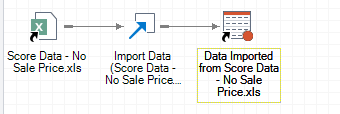 Score Data - No
Sale Price.xls
Import Data
(Score Data -
No Sale Price....
Data Imported
from Score Data
- No Sale
Price.xls